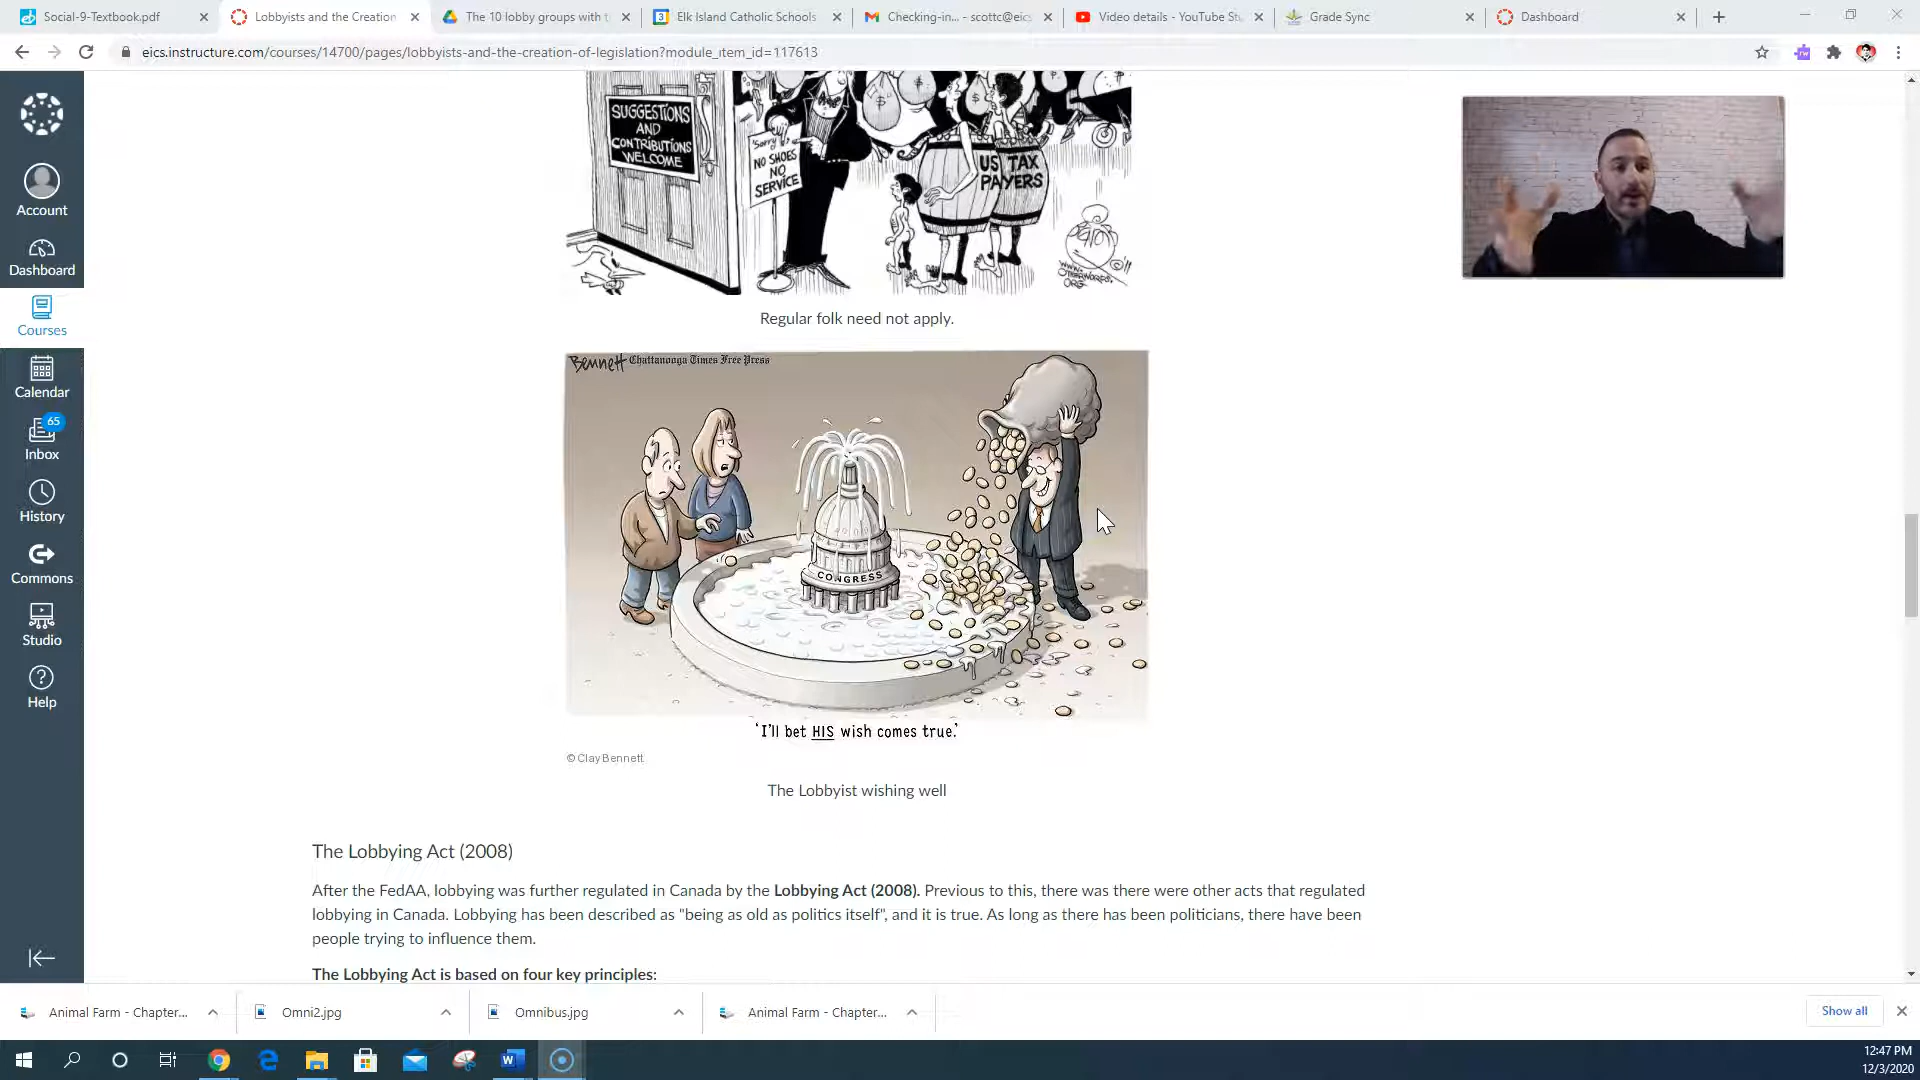 Social-9-Textbook.pdf
Lobbyists and the Creation
The 10 lobby groups with t
Elk Island Catholic Schools
Checking-in... - scottc@eics
Video details - YouTube Stu
Grade Sync
Dashboard
eics.instructure.com/courses/14700/pages/lobbyists-and-the-creation-of-legislation?module_item_id=117613
Account
Dashboard
Courses
Calendar
65
Inbox
History
Commons
Studio
Help
SUGGESTIONS
AND
CONTRIBUTIONS
WELCOME
"Sorry"
NO SHOES
NO
SERVICE
US TAX
PAYERS
Regular folk need not apply.
Bennett Chattanooga Times Free Press
CONGRESS
'I'll bet HIS wish comes true.'
© Clay Bennett
The Lobbyist wishing well
The Lobbying Act (2008)
After the FedAA, lobbying was further regulated in Canada by the Lobbying Act (2008). Previous to this, there was there were other acts that regulated
lobbying in Canada. Lobbying has been described as "being as old as politics itself", and it is true. As long as there has been politicians, there have been
people trying to influence them.
The Lobbying Act is based on four key principles:
Animal Farm - Chapter...
Omni2.jpg
Omnibus.jpg
Animal Farm - Chapter...
Show all
12:47 PM
12/3/2020